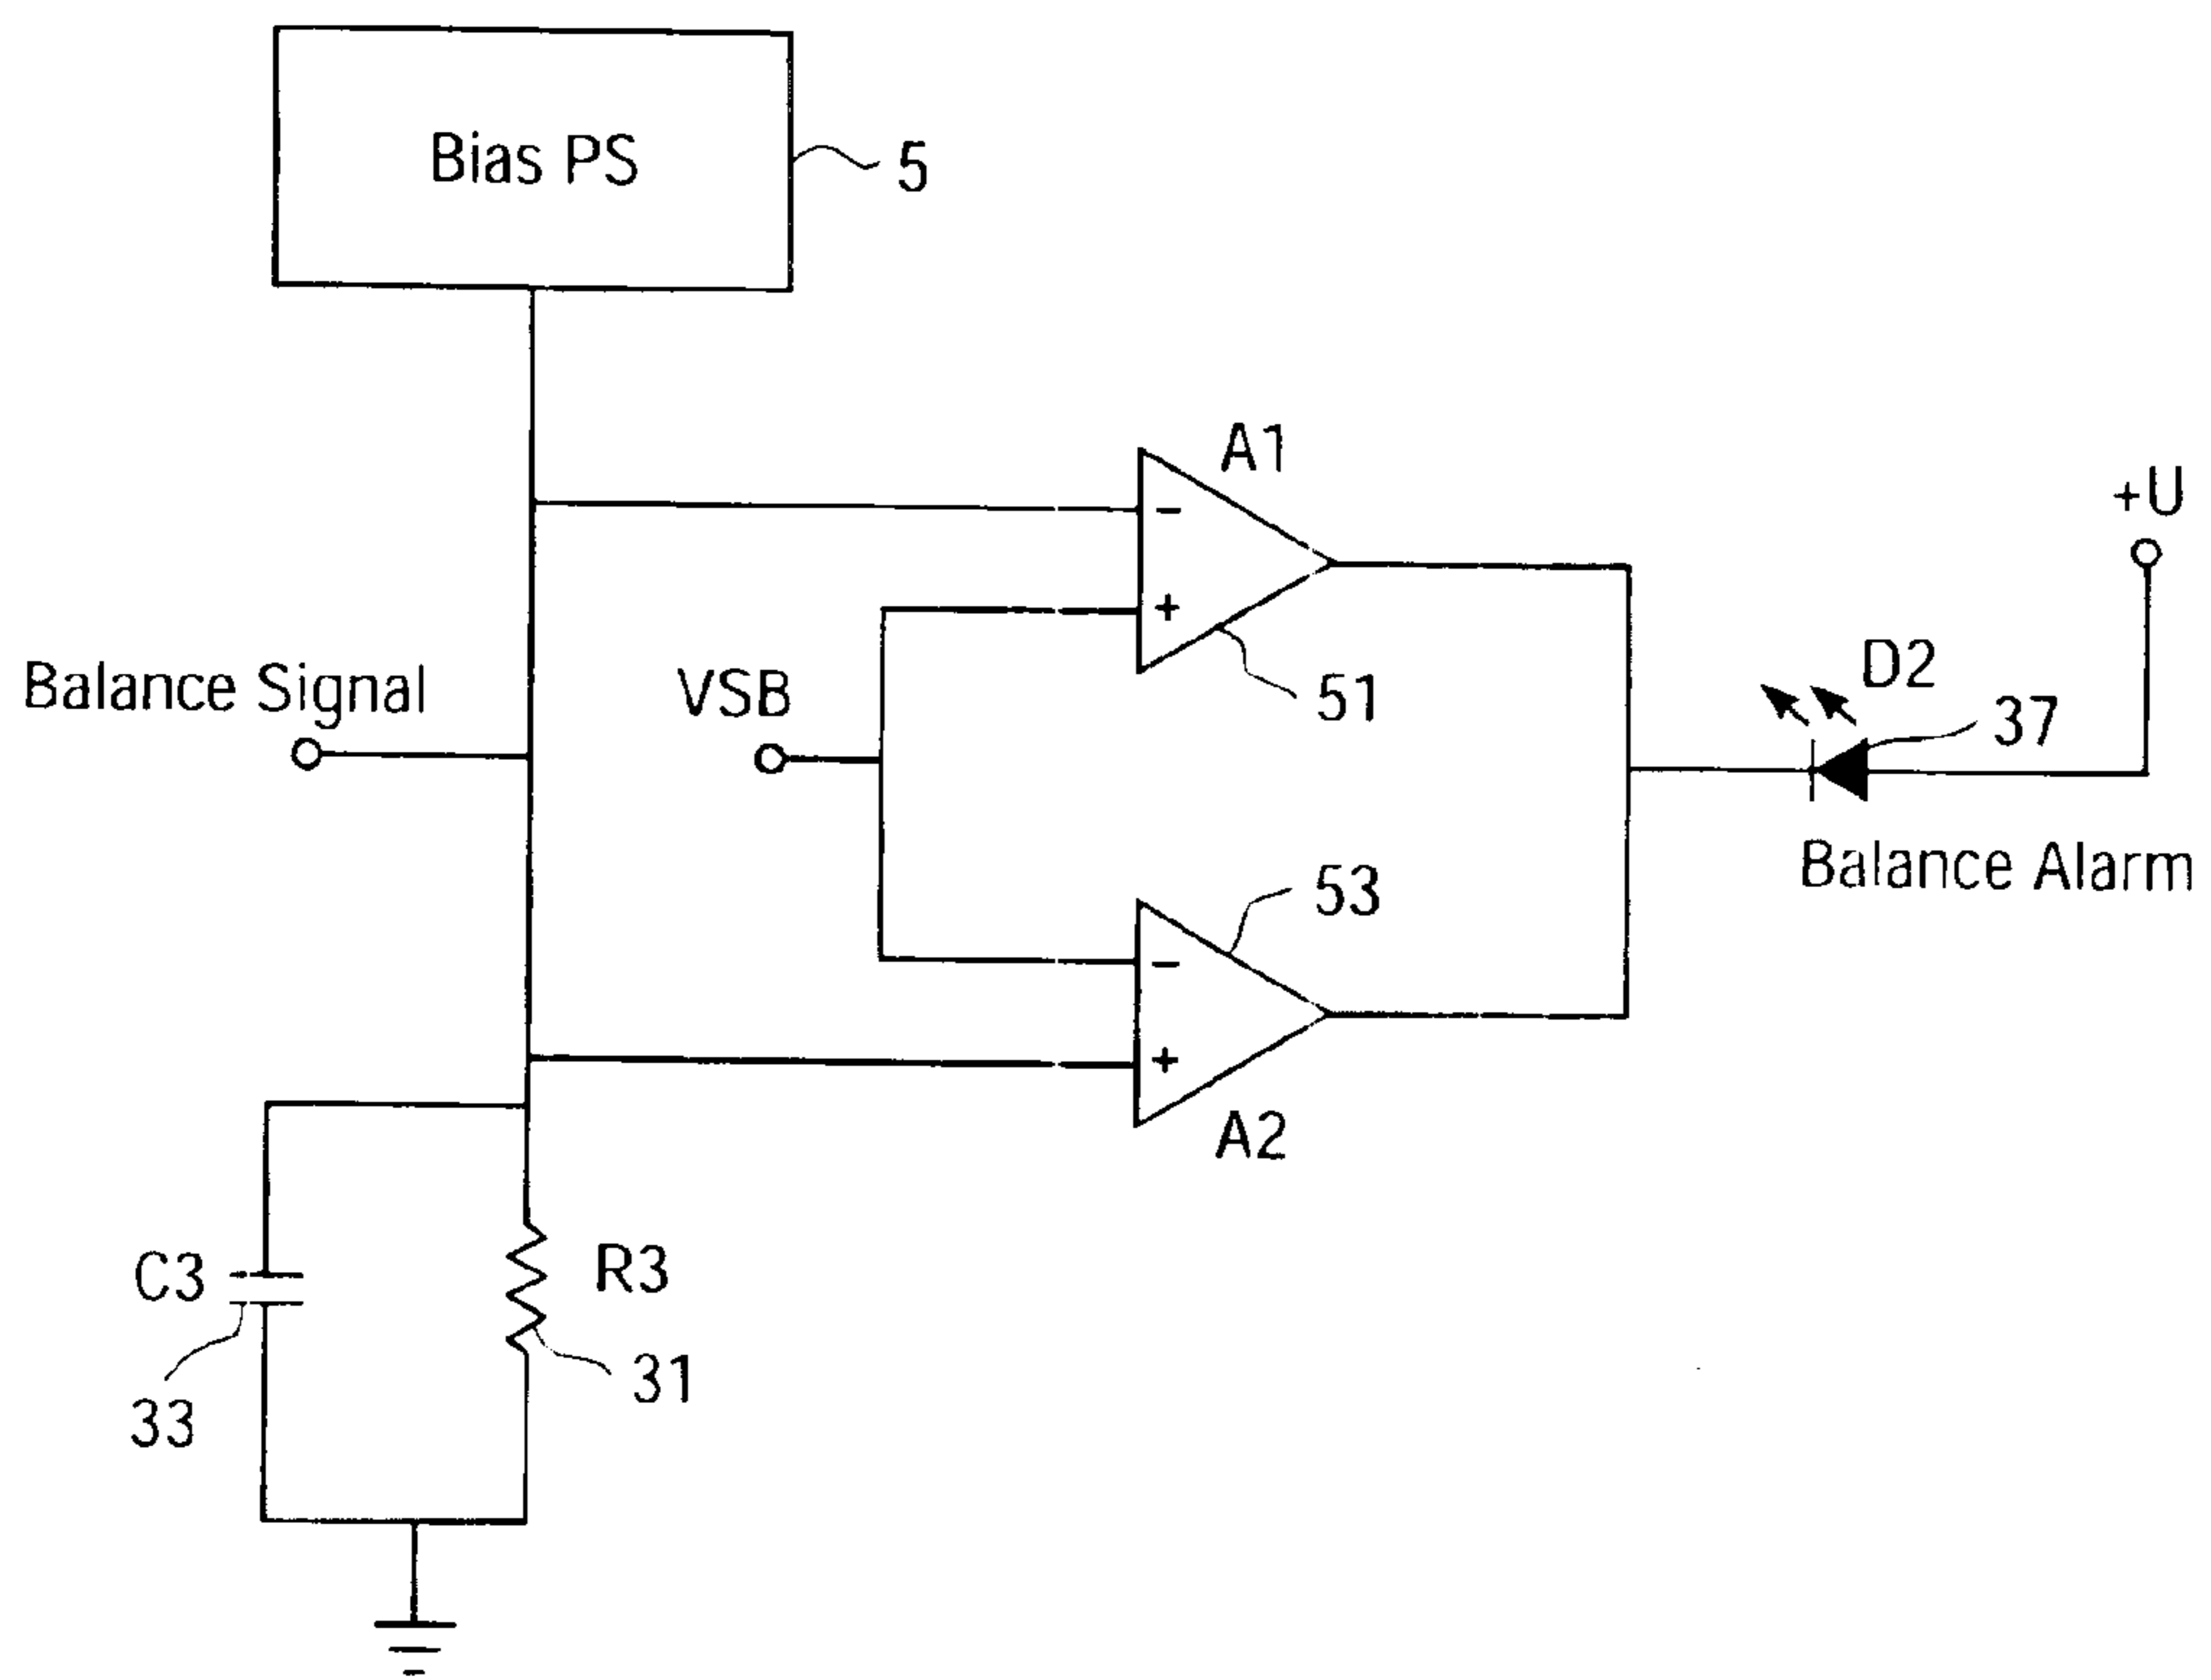 Bias PS
5
A1
+U
−
+
51
D2
37
Balance Signal
VSB
Balance Alarm
53
−
+
A2
C3
R3
31
33